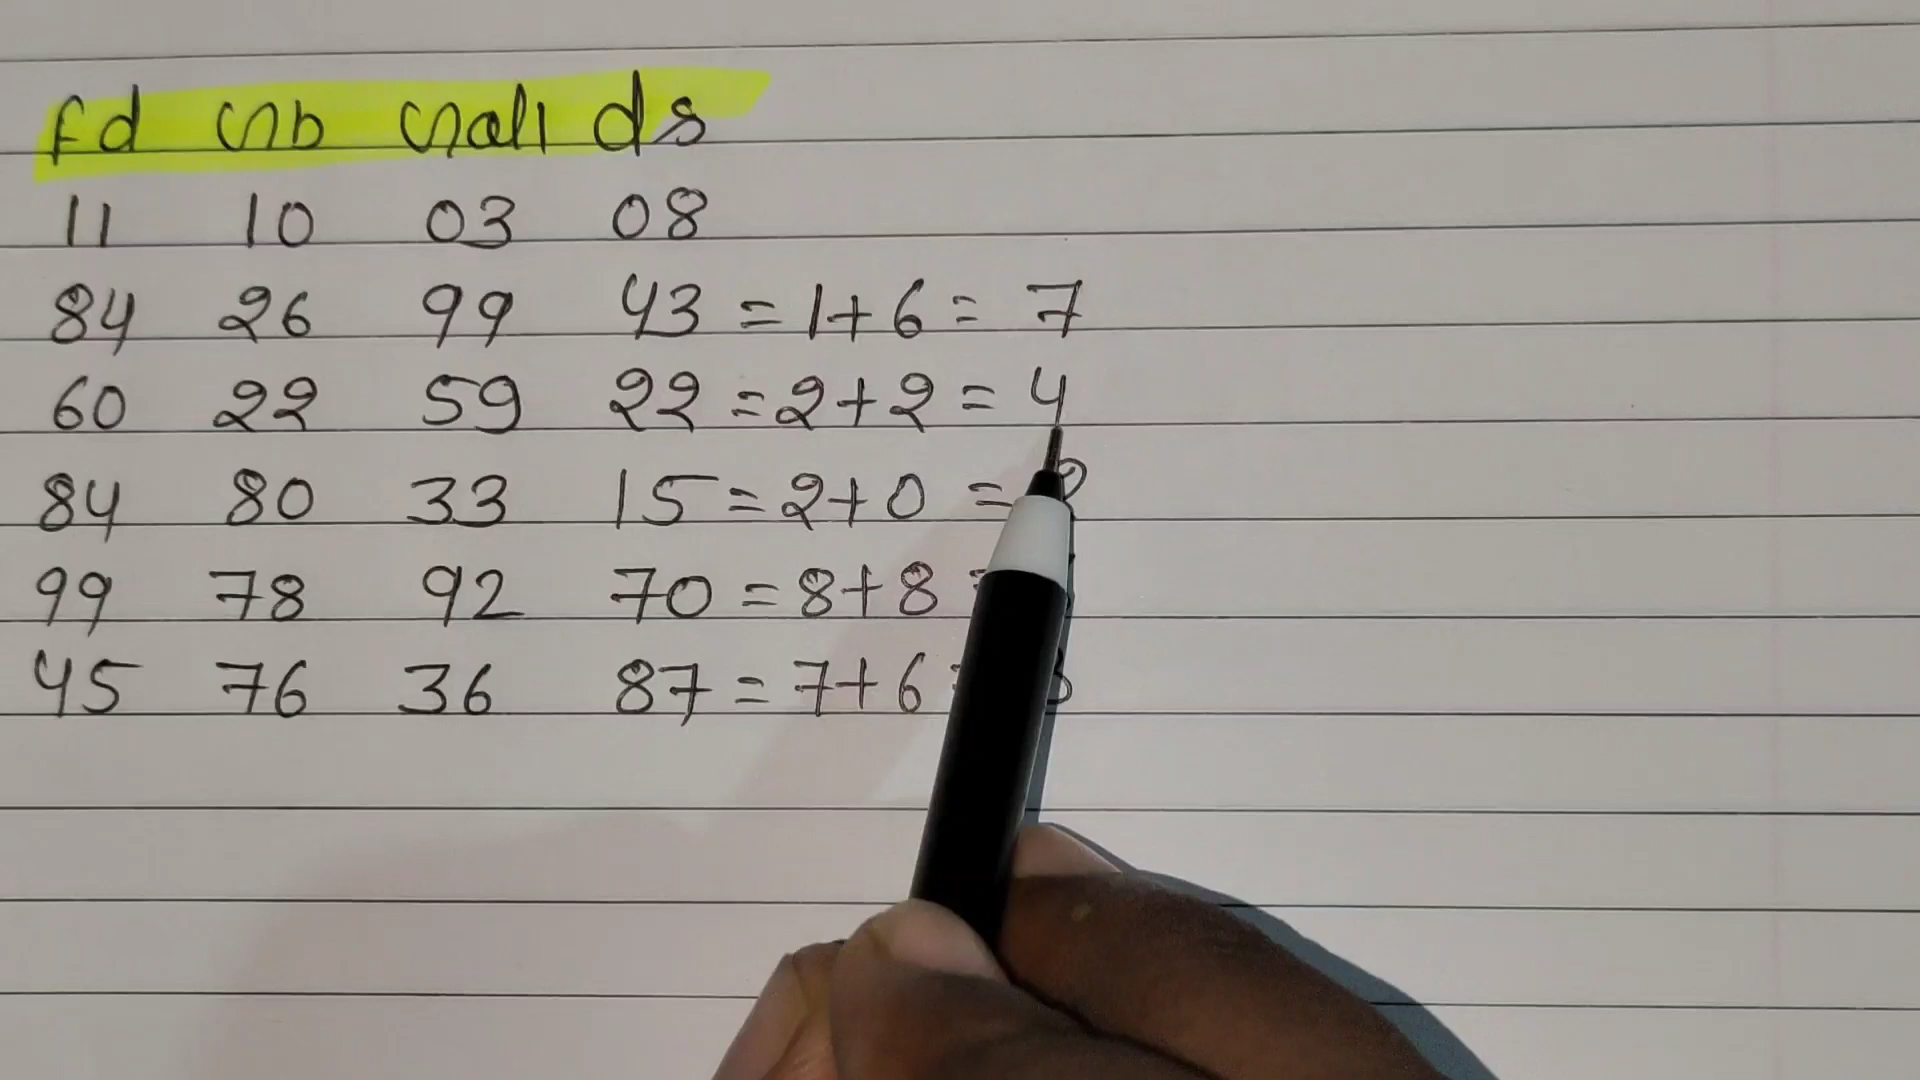 fd Gb Gali ds
11 10 03 08
84 26 99 43 = 1+6 = 7
60 22 59 22 = 2+2 = 4
84 80 33 15 = 2+0 =
99 78 92 70 = 8+8
45 76 36 87 = 7+6